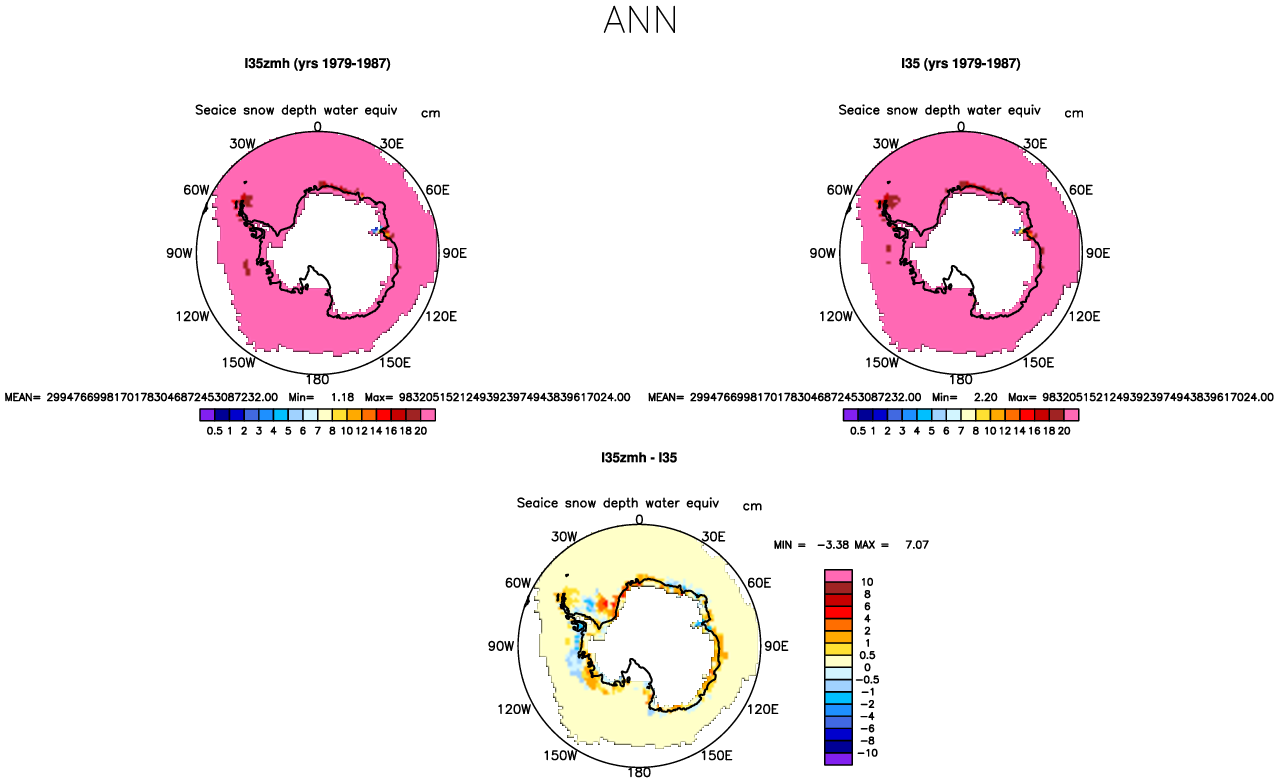 ANN
I35zmh (yrs 1979-1987)
I35 (yrs 1979-1987)
Seaice snow depth water equiv cm
Seaice snow depth water equiv cm
0
30W 30E
60W 60E
90W 90E
120W 120E
150W 150E
180
0
30W 30E
60W 60E
90W 90E
120W 120E
150W 150E
180
MEAN= 29947669981701783046872453087232.00 Min= 1.18 Max= 983205152124939239749438396170​24.00
MEAN= 29947669981701783046872453087232.00 Min= 2.20 Max= 98320515212493923974943839617024.00
0.5 1 2 3 4 5 6 7 8 10 12 14 16 18 20
0.5 1 2 3 4 5 6 7 8 10 12 14 16 18 20
I35zmh - I35
Seaice snow depth water equiv cm
0
30W 30E
60W 60E
90W 90E
120W 120E
150W 150E
180
MIN = -3.38 MAX = 7.07
10
8
6
4
2
1
0.5
0
-0.5
-1
-2
-4
-6
-8
-10